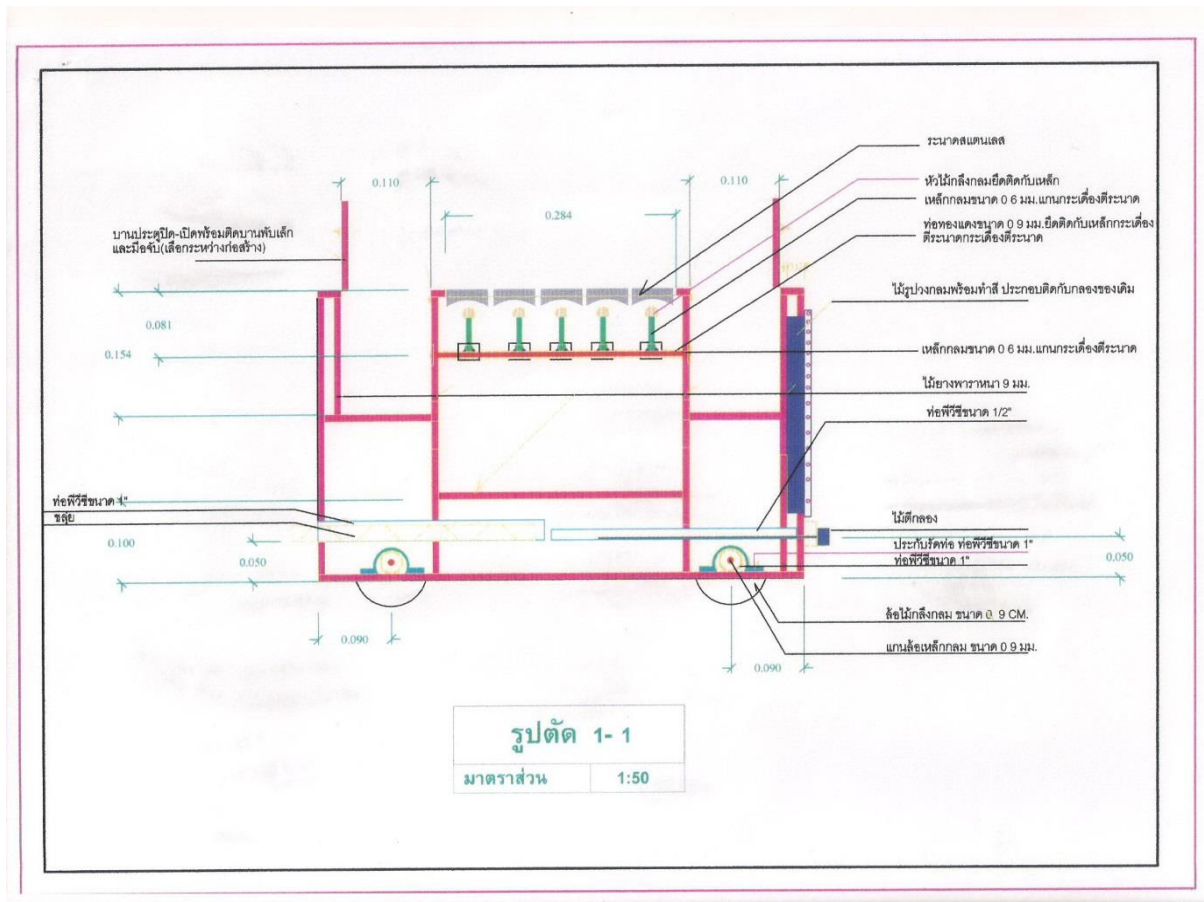 ระนาดสแตนเลส
0.110
0.110
หัวไม้กลึงกลมยึดติดกับเหล็ก
เหล็กกลมขนาด 0 6 มม.แกนกระเดื่องตีระนาด
0.284
ท่อทองแดงขนาด 0 9 มม.ยึดติดกับเหล็กกระเดื่อง
ตีระนาดกระเดื่องตีระนาด
บานประตูปิด-เปิดพร้อมติดบานพับเล้ก
และมือจับ(เลือกระหว่างก่อสร้าง)
ไม้รูปวงกลมพร้อมทำสี ประกอบติดกับกลองของเดิม
0.081
0.154
เหล็กกลมขนาด 0 6 มม.แกนกระเดื่องตีระนาด
ไม้ยางพาราหนา 9 มม.
ท่อพีวีซีขนาด 1/2"
ท่อพีวีซีขนาด 1"
ขลุ่ย
ไม้ตีกลอง
0.100
0.050
ประกับรัดท่อ ท่อพีวีซีขนาด 1"
0.050
ท่อพีวีซีขนาด 1"
ล้อไม้กลึงกลม ขนาด 0 9 CM.
0.090
แกนล้อเหล็กกลม ขนาด 0 9 มม.
0.090
รูปตัด 1- 1
มาตราส่วน 1:50